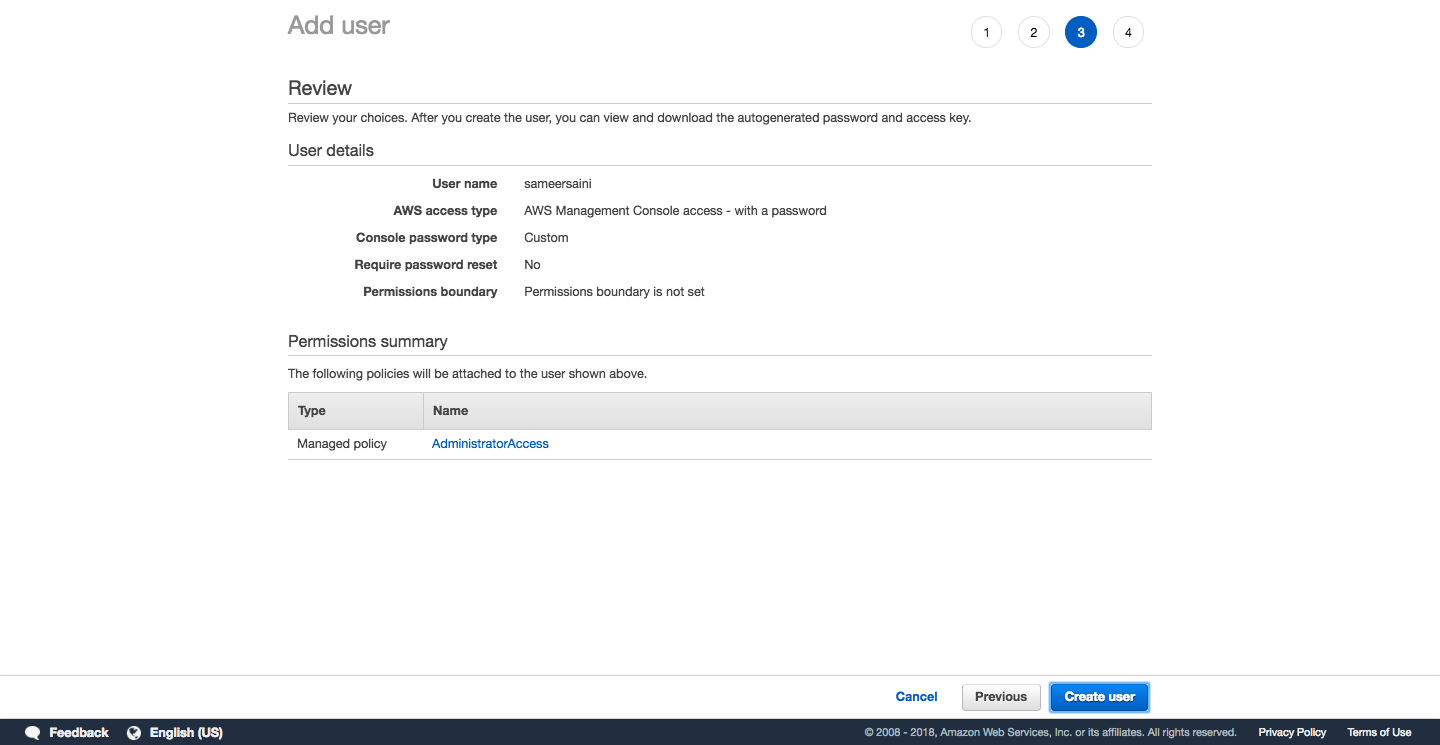 Add user
1 2 3 4
Review
Review your choices. After you create the user, you can view and download the autogenerated password and access key.
User details
User name sameersaini
AWS access type AWS Management Console access - with a password
Console password type Custom
Require password reset No
Permissions boundary Permissions boundary is not set
Permissions summary
The following policies will be attached to the user shown above.
Type Name
Managed policy AdministratorAccess
Cancel Previous Create user
Feedback English (US) © 2008 - 2018, Amazon Web Services, Inc. or its affiliates. All rights reserved. Privacy Policy Terms of Use